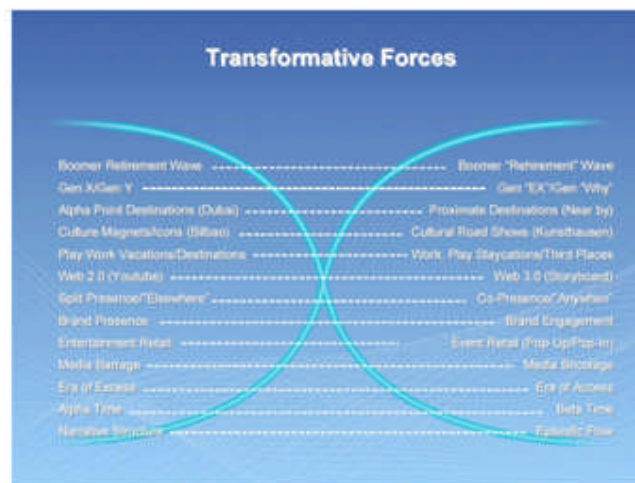 Transformative Forces
Boomer Retirement Wave Boomer "Retirement" Wave
Gen X/Gen Y Gen "EX"/Gen "Why"
Alpha Point Destinations (Dubai) Proximate Destinations (Near by)
Culture Magnets/Icons (Bilbao) Cultural Road Shows (Kunsthausen)
Play Work Vacations/Destinations Work Play Staycations/Third Places
Web 2.0 (Youtube) Web 3.0 (Storyboard)
Split Presence/"Elsewhere" Co-Presence/"Anywhen"
Brand Presence Brand Engagement
Entertainment Retail Event Retail (Pop Up/Pop-In)
Media Barrage Media Bricolage
Era of Excess Era of Access
Alpha Time Beta Time
Narrative Structure Episodic Flow